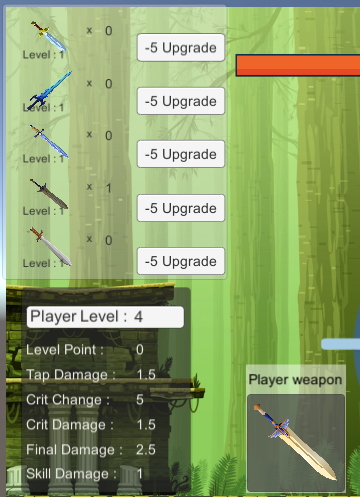 x 0
Level : 1
-5 Upgrade
x 0
Level : 1
-5 Upgrade
x 0
Level : 1
-5 Upgrade
x 1
Level : 1
-5 Upgrade
x 0
Level : 1
-5 Upgrade
Player Level : 4
Level Point : 0
Tap Damage : 1.5
Crit Change : 5
Crit Damage : 1.5
Final Damage : 2.5
Skill Damage : 1
Player weapon